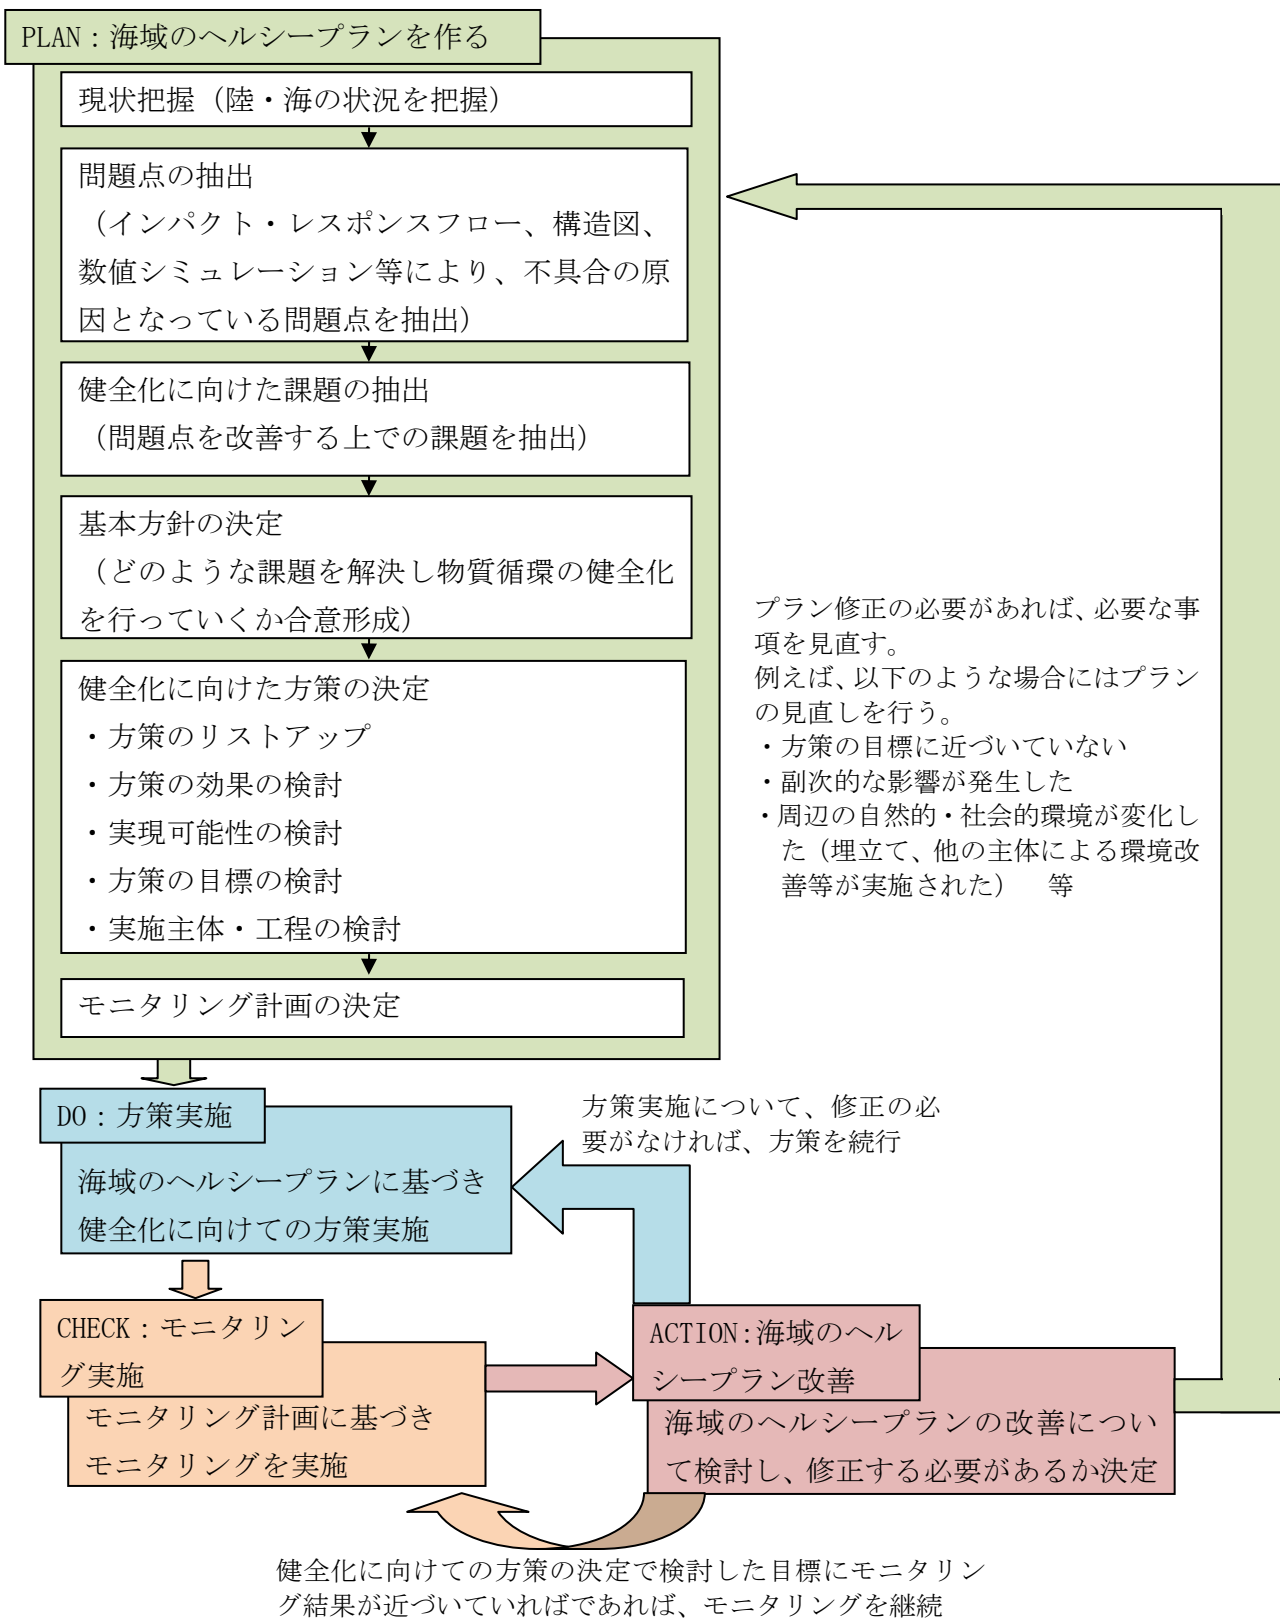 PLAN：海域のヘルシープランを作る
現状把握（陸・海の状況を把握）
問題点の抽出
（インパクト・レスポンスフロー、構造図、
数値シミュレーション等により、不具合の原
因となっている問題点を抽出）
健全化に向けた課題の抽出
（問題点を改善する上での課題を抽出）
基本方針の決定
（どのような課題を解決し物質循環の健全化
を行っていくか合意形成）
健全化に向けた方策の決定
・方策のリストアップ
・方策の効果の検討
・実現可能性の検討
・方策の目標の検討
・実施主体・工程の検討
モニタリング計画の決定
プラン修正の必要があれば、必要な事
項を見直す。
例えば、以下のような場合にはプラン
の見直しを行う。
・方策の目標に近づいていない
・副次的な影響が発生した
・周辺の自然的・社会的環境が変化し
た（埋立て、他の主体による環境改
善等が実施された）　等
DO：方策実施
海域のヘルシープランに基づき
健全化に向けての方策実施
方策実施について、修正の必
要がなければ、方策を続行
CHECK：モニタリン
グ実施
モニタリング計画に基づき
モニタリングを実施
ACTION:海域のヘル
シープラン改善
海域のヘルシープランの改善につい
て検討し、修正する必要があるか決定
健全化に向けての方策の決定で検討した目標にモニタリン
グ結果が近づいていればであれば、モニタリングを継続